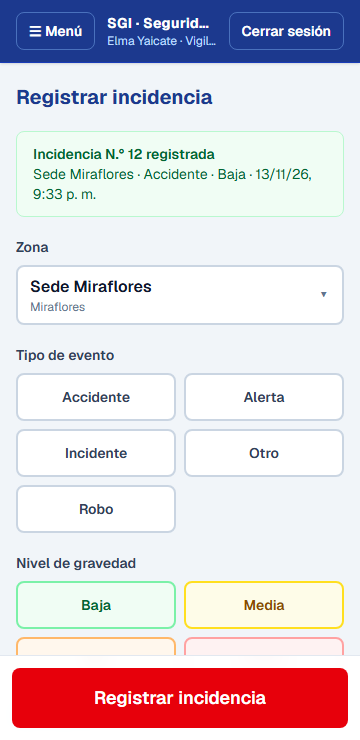 ☰ Menú
SGI · Segurid...
Elma Yaicate · Vigil...
Cerrar sesión
Registrar incidencia
Incidencia N.º 12 registrada
Sede Miraflores · Accidente · Baja · 13/11/26,
9:33 p. m.
Zona
Sede Miraflores
Miraflores
Tipo de evento
Accidente
Alerta
Incidente
Otro
Robo
Nivel de gravedad
Baja
Media
Registrar incidencia